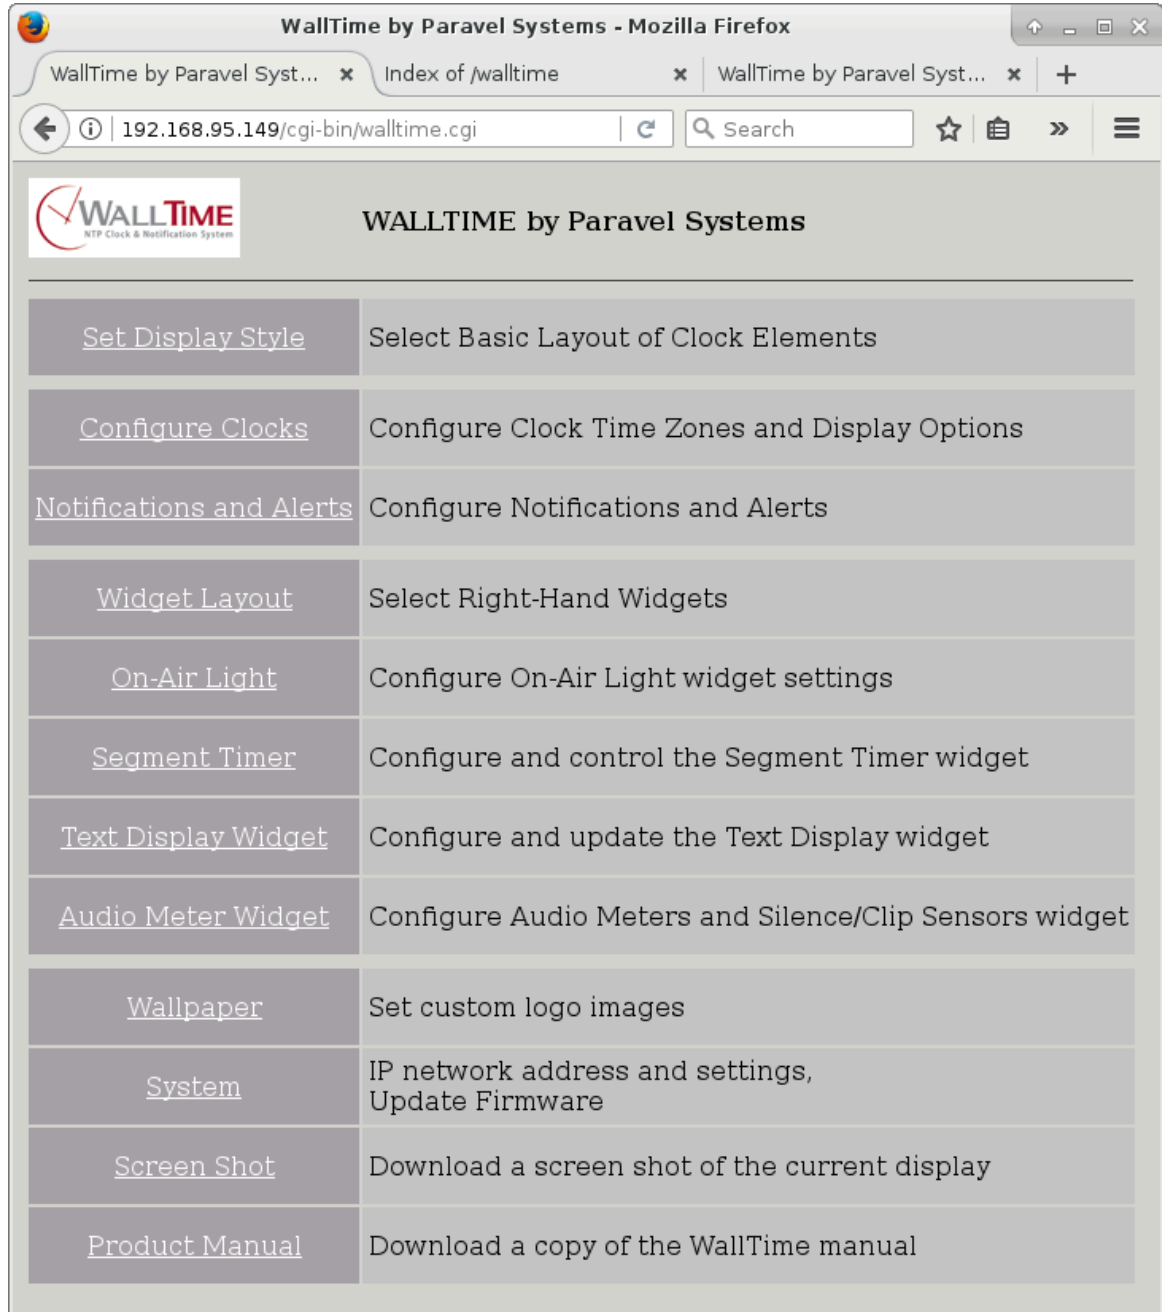 WallTime by Paravel Systems - Mozilla Firefox
WallTime by Paravel Syst...
Index of /walltime
WallTime by Paravel Syst...
192.168.95.149/cgi-bin/walltime.cgi
Search
WALLTIME
NTP Clock & Notification System
WALLTIME by Paravel Systems
Set Display Style Select Basic Layout of Clock Elements
Configure Clocks Configure Clock Time Zones and Display Options
Notifications and Alerts Configure Notifications and Alerts
Widget Layout Select Right-Hand Widgets
On-Air Light Configure On-Air Light widget settings
Segment Timer Configure and control the Segment Timer widget
Text Display Widget Configure and update the Text Display widget
Audio Meter Widget Configure Audio Meters and Silence/Clip Sensors widget
Wallpaper Set custom logo images
System IP network address and settings,
Update Firmware
Screen Shot Download a screen shot of the current display
Product Manual Download a copy of the WallTime manual